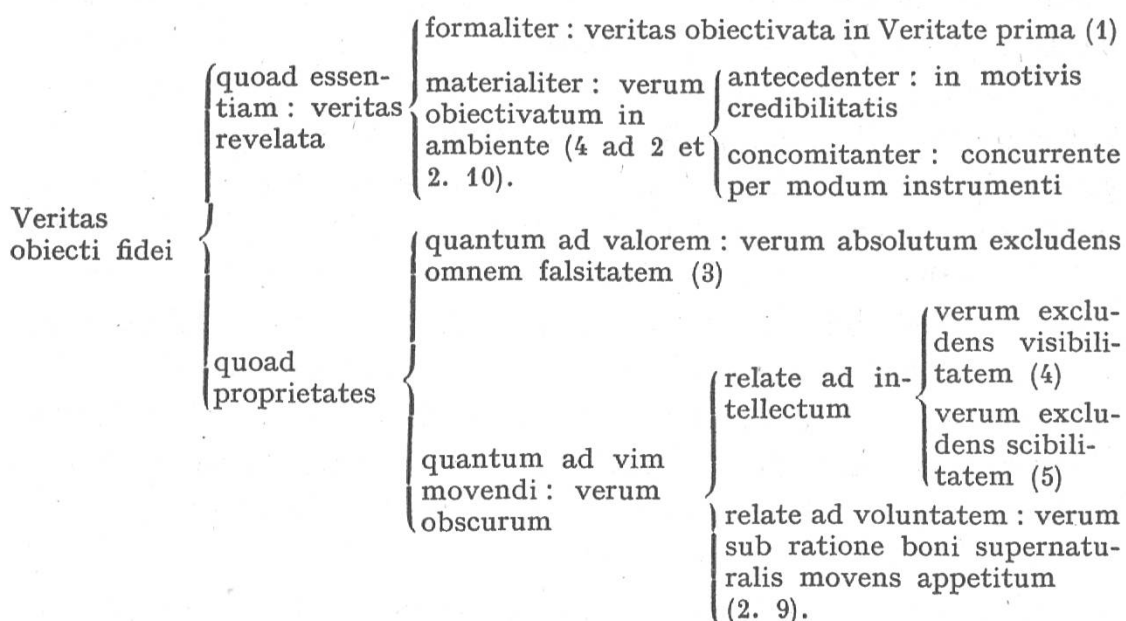 Veritas
obiecti fidei
quoad essen-
tiam : veritas
revelata
formaliter : veritas obiectivata in Veritate prima (1)
materialiter : verum
obiectivatum in
ambiente (4 ad 2 et
2. 10).
antecedenter : in motivis
credibilitatis
concomitanter : concurrente
per modum instrumenti
quoad
proprietates
quantum ad valorem : verum absolutum excludens
omnem falsitatem (3)
quantum ad vim
movendi : verum
obscurum
relate ad in-
tellectum
verum exclu-
dens visibili-
tatem (4)
verum exclu-
dens scibili-
tatem (5)
relate ad voluntatem : verum
sub ratione boni supernatu-
ralis movens appetitum
(2. 9).